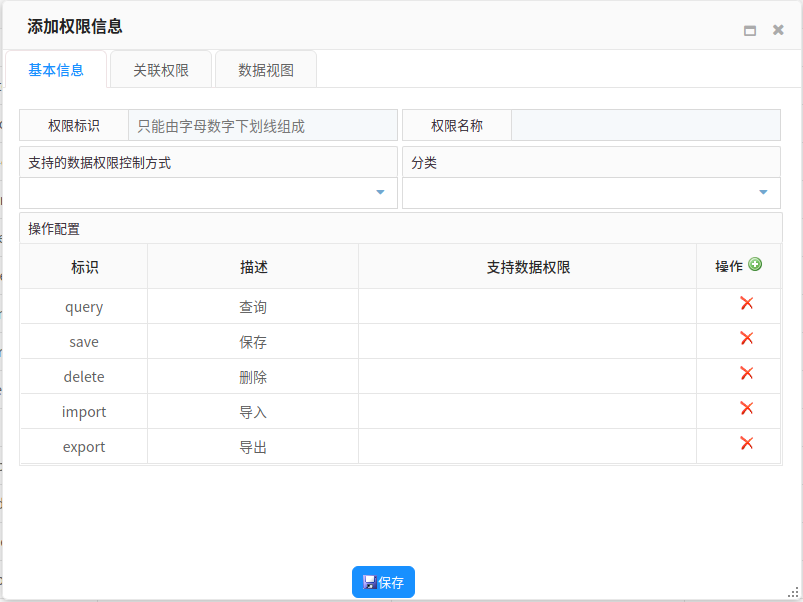 添加权限信息
基本信息 关联权限 数据视图
权限标识 只能由字母数字下划线组成 权限名称
支持的数据权限控制方式 分类
操作配置
标识 描述 支持数据权限 操作
query 查询
save 保存
delete 删除
import 导入
export 导出
保存